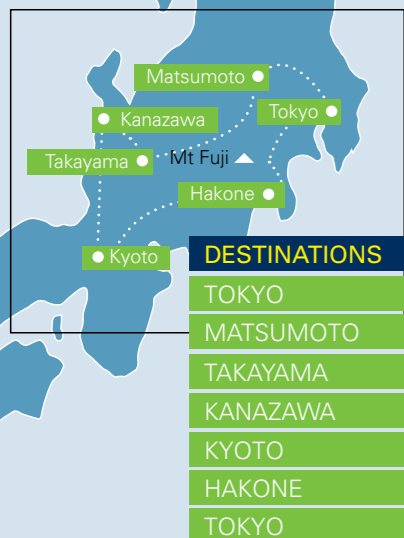 Matsumoto
Tokyo
Kanazawa
Takayama
Mt Fuji
Hakone
Kyoto
DESTINATIONS
TOKYO
MATSUMOTO
TAKAYAMA
KANAZAWA
KYOTO
HAKONE
TOKYO